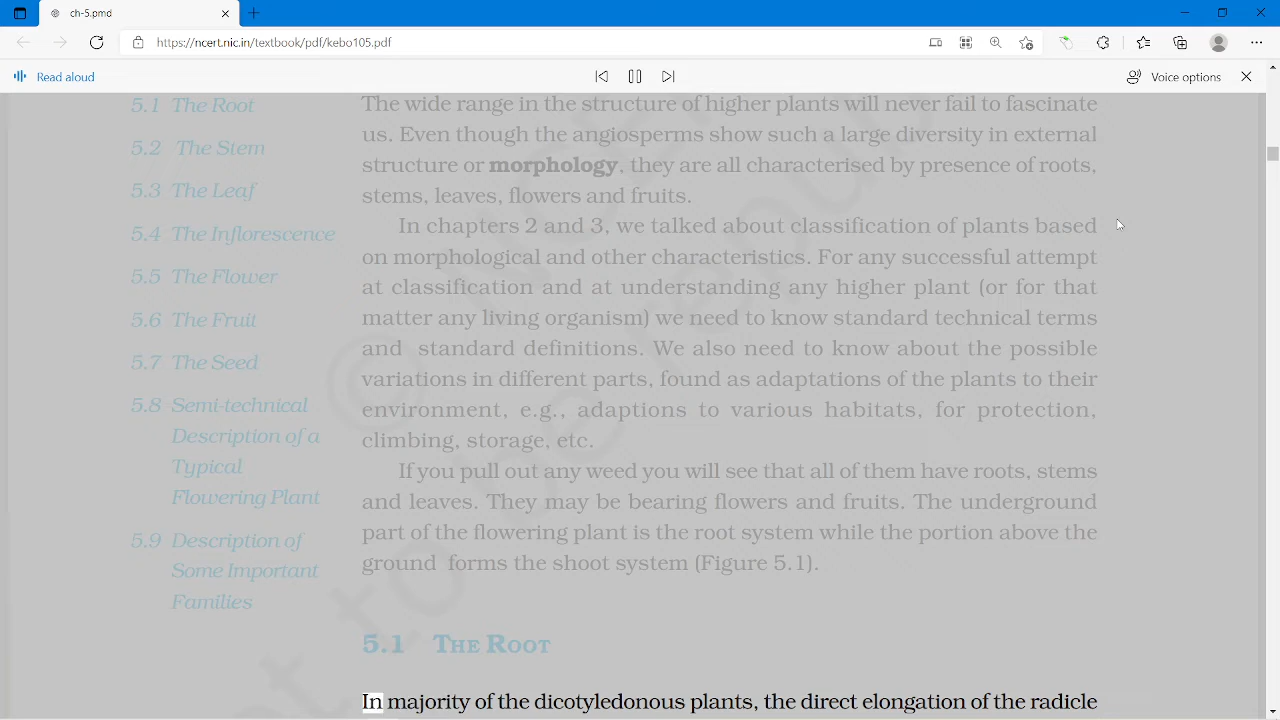 ch-5.pmd
https://ncert.nic.in/textbook/pdf/kebo105.pdf
Read aloud
Voice options
5.1 The Root
5.2 The Stem
5.3 The Leaf
5.4 The Inflorescence
5.5 The Flower
5.6 The Fruit
5.7 The Seed
5.8 Semi-technical
Description of a
Typical
Flowering Plant
5.9 Description of
Some Important
Families
The wide range in the structure of higher plants will never fail to fascinate
us. Even though the angiosperms show such a large diversity in external
structure or morphology, they are all characterised by presence of roots,
stems, leaves, flowers and fruits.
In chapters 2 and 3, we talked about classification of plants based
on morphological and other characteristics. For any successful attempt
at classification and at understanding any higher plant (or for that
matter any living organism) we need to know standard technical terms
and standard definitions. We also need to know about the possible
variations in different parts, found as adaptations of the plants to their
environment, e.g., adaptions to various habitats, for protection,
climbing, storage, etc.
If you pull out any weed you will see that all of them have roots, stems
and leaves. They may be bearing flowers and fruits. The underground
part of the flowering plant is the root system while the portion above the
ground forms the shoot system (Figure 5.1).
5.1 The Root
In majority of the dicotyledonous plants, the direct elongation of the radicle